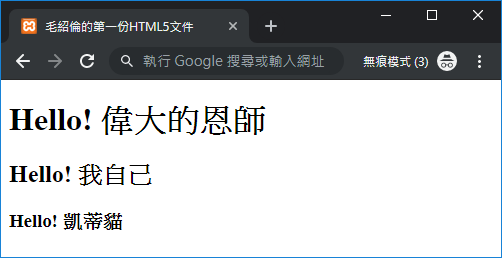 毛紹倫的第一份HTML5文件
執行 Google 搜尋或輸入網址
無痕模式 (3)
Hello! 偉大的恩師
Hello! 我自己
Hello! 凱蒂貓